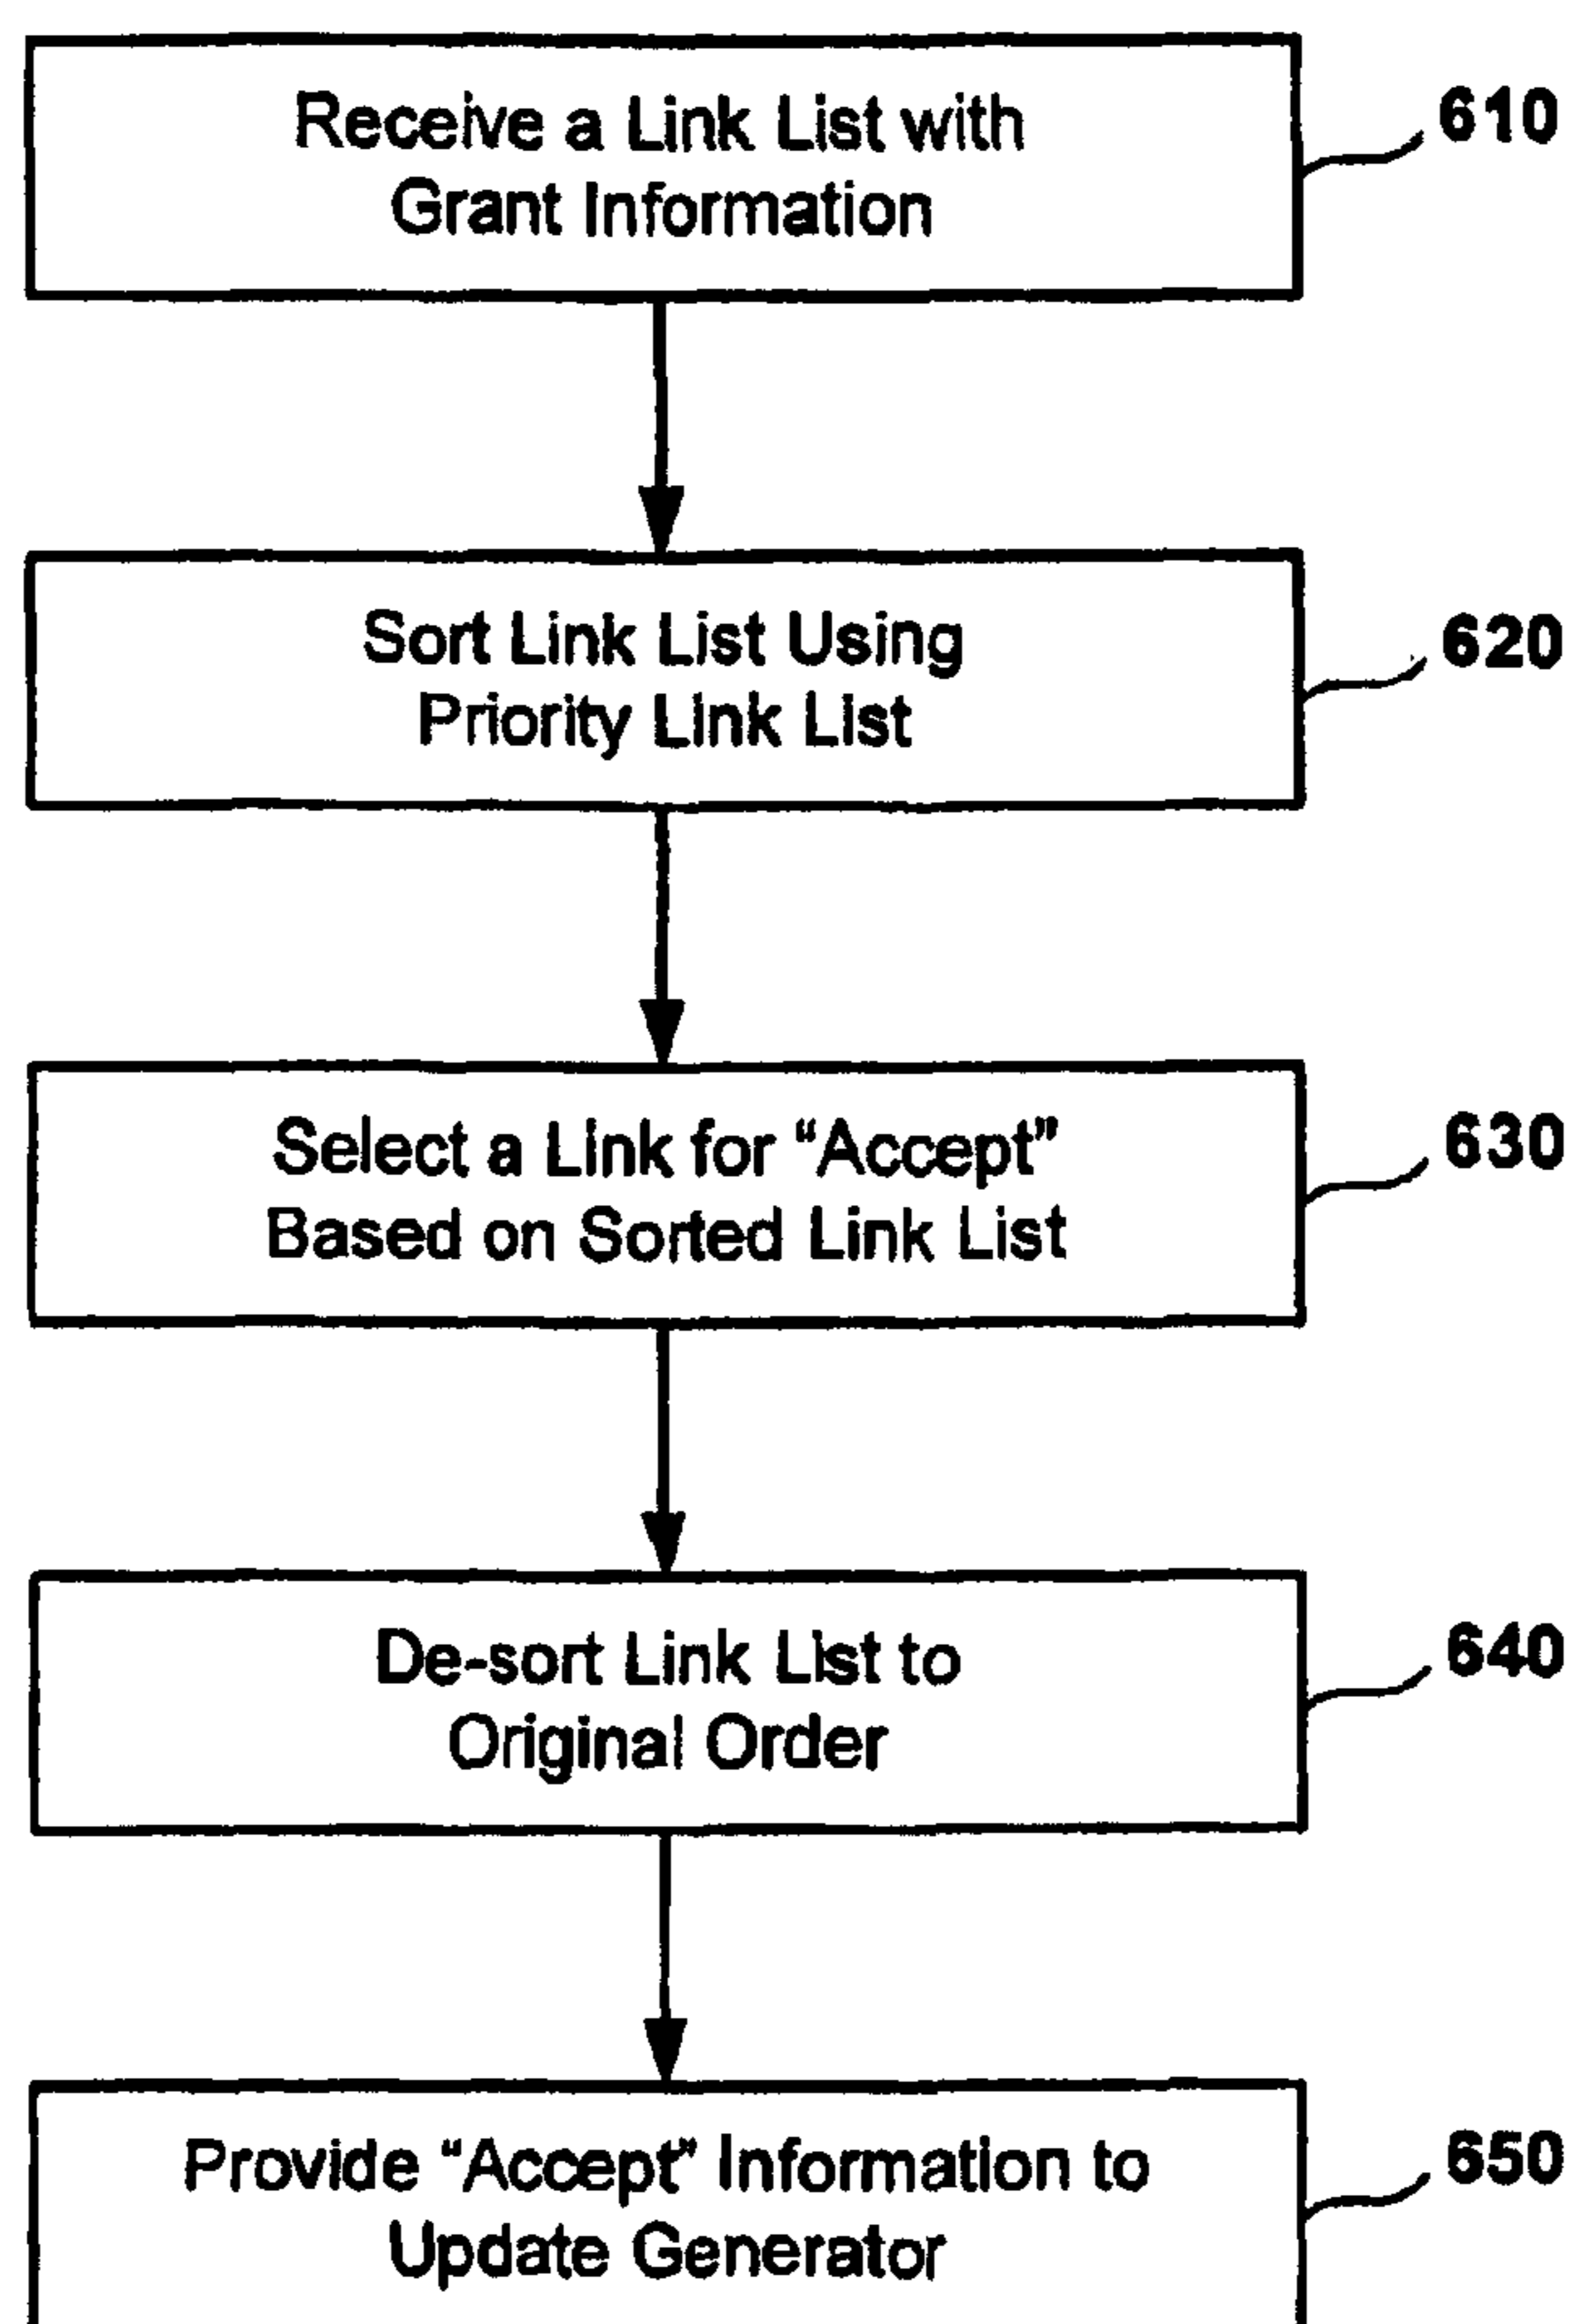 Receive a Link List with
Grant Information
610
Sort Link List Using
Priority Link List
620
Select a Link for “Accept”
Based on Sorted Link List
630
De-sort Link List to
Original Order
640
Provide “Accept” Information to
Update Generator
650